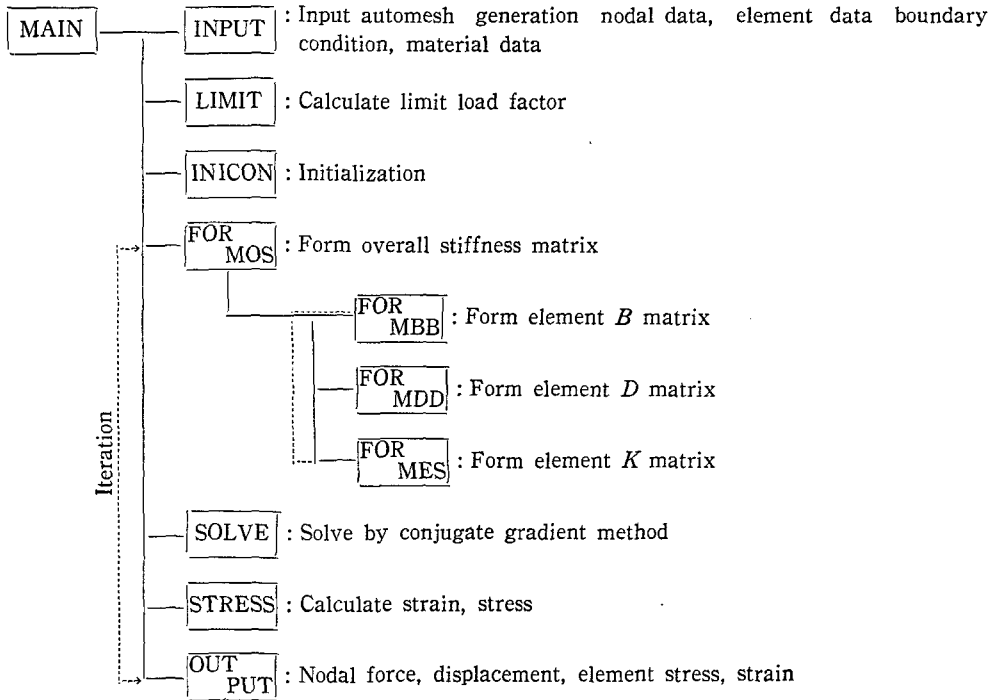 MAIN INPUT : Input automesh generation nodal data, element data boundary
condition, material data
LIMIT : Calculate limit load factor
INICON : Initialization
FOR
MOS : Form overall stiffness matrix
FOR
MBB : Form element B matrix
FOR
MDD : Form element D matrix
FOR
MES : Form element K matrix
Iteration
SOLVE : Solve by conjugate gradient method
STRESS : Calculate strain, stress
OUT
PUT : Nodal force, displacement, element stress, strain